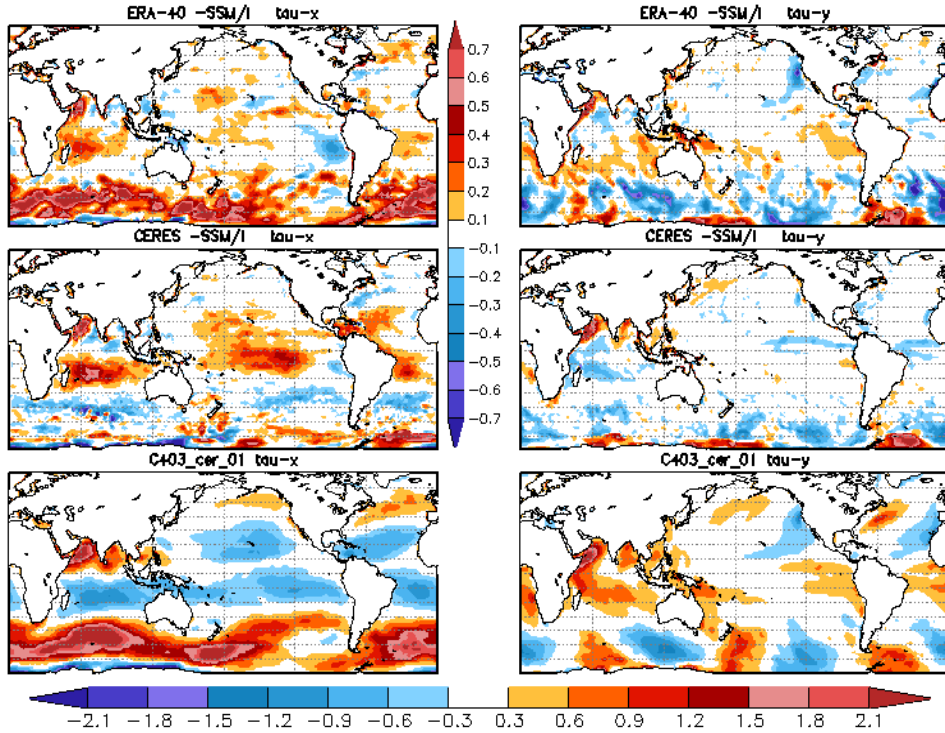 ERA-40 -SSM/I tau-x
ERA-40 -SSM/I tau-y
0.7
0.6
0.5
0.4
0.3
0.2
0.1
-0.1
-0.2
-0.3
-0.4
-0.5
-0.6
-0.7
CERES -SSM/I tau-x
CERES -SSM/I tau-y
C403_cer_01 tau-x
C403_cer_01 tau-y
-2.1 -1.8 -1.5 -1.2 -0.9 -0.6 -0.3 0.3 0.6 0.9 1.2 1.5 1.8 2.1